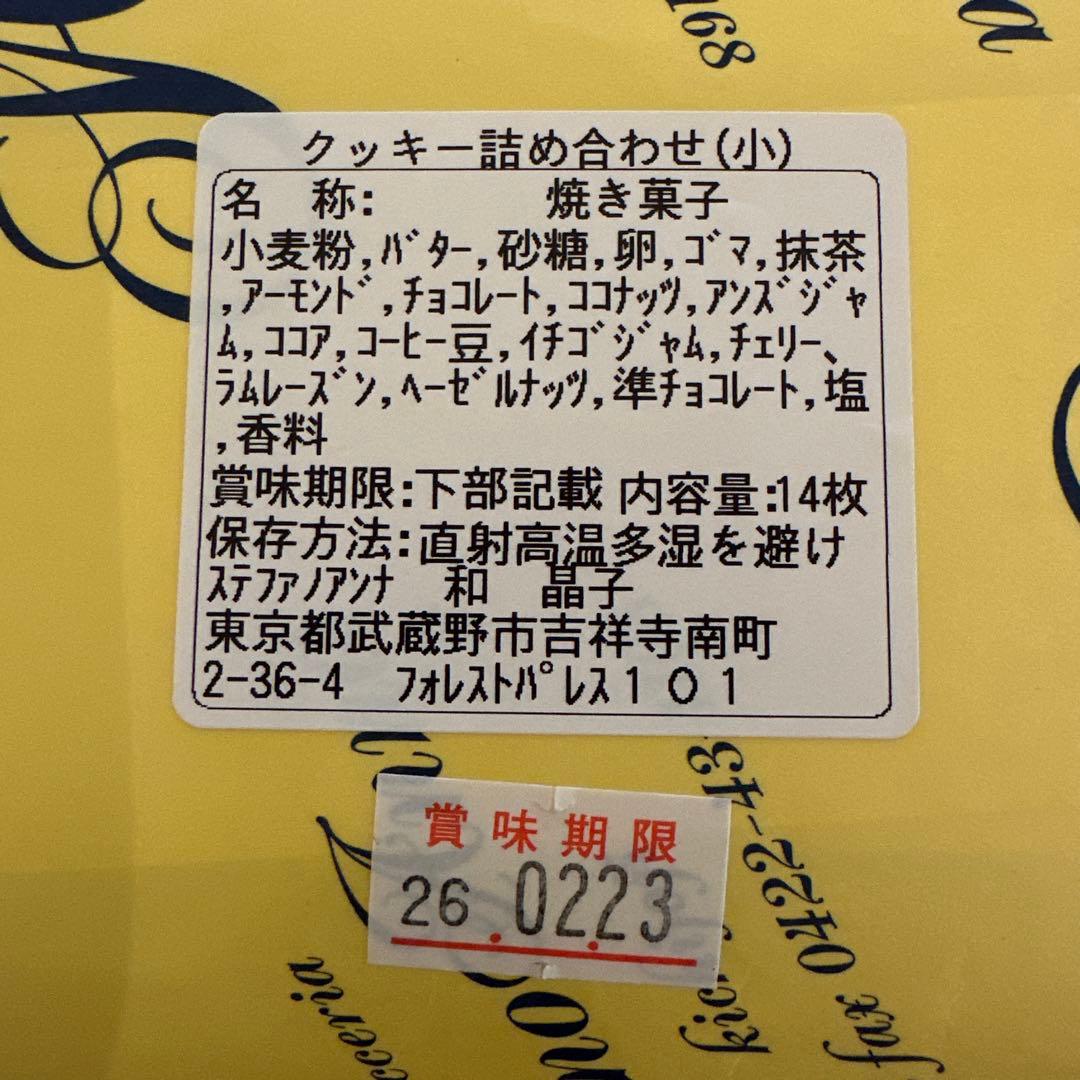 168
a
クッキー詰め合わせ(小)
名　称:　焼き菓子
小麦粉,ﾊﾞﾀｰ,砂糖,卵,ｺﾞﾏ,抹茶
,ｱｰﾓﾝﾄﾞ,ﾁｮｺﾚｰﾄ,ｺｺﾅｯﾂ,ｱﾝｽﾞｼﾞｬ
ﾑ,ｺｺｱ,ｺｰﾋｰ豆,ｲﾁｺﾞｼﾞｬﾑ,ﾁｪﾘｰ、
ﾗﾑﾚｰｽﾞﾝ,ﾍｰｾﾞﾙﾅｯﾂ,準ﾁｮｺﾚｰﾄ,塩
,香料
賞味期限:下部記載 内容量:14枚
保存方法:直射高温多湿を避け
ｽﾃﾌｧﾉｱﾝﾅ　和　晶子
東京都武蔵野市吉祥寺南町
2-36-4　ﾌｫﾚｽﾄﾊﾟﾚｽ１０１
賞味期限
26.02.23
fax 0422-43-
cceria